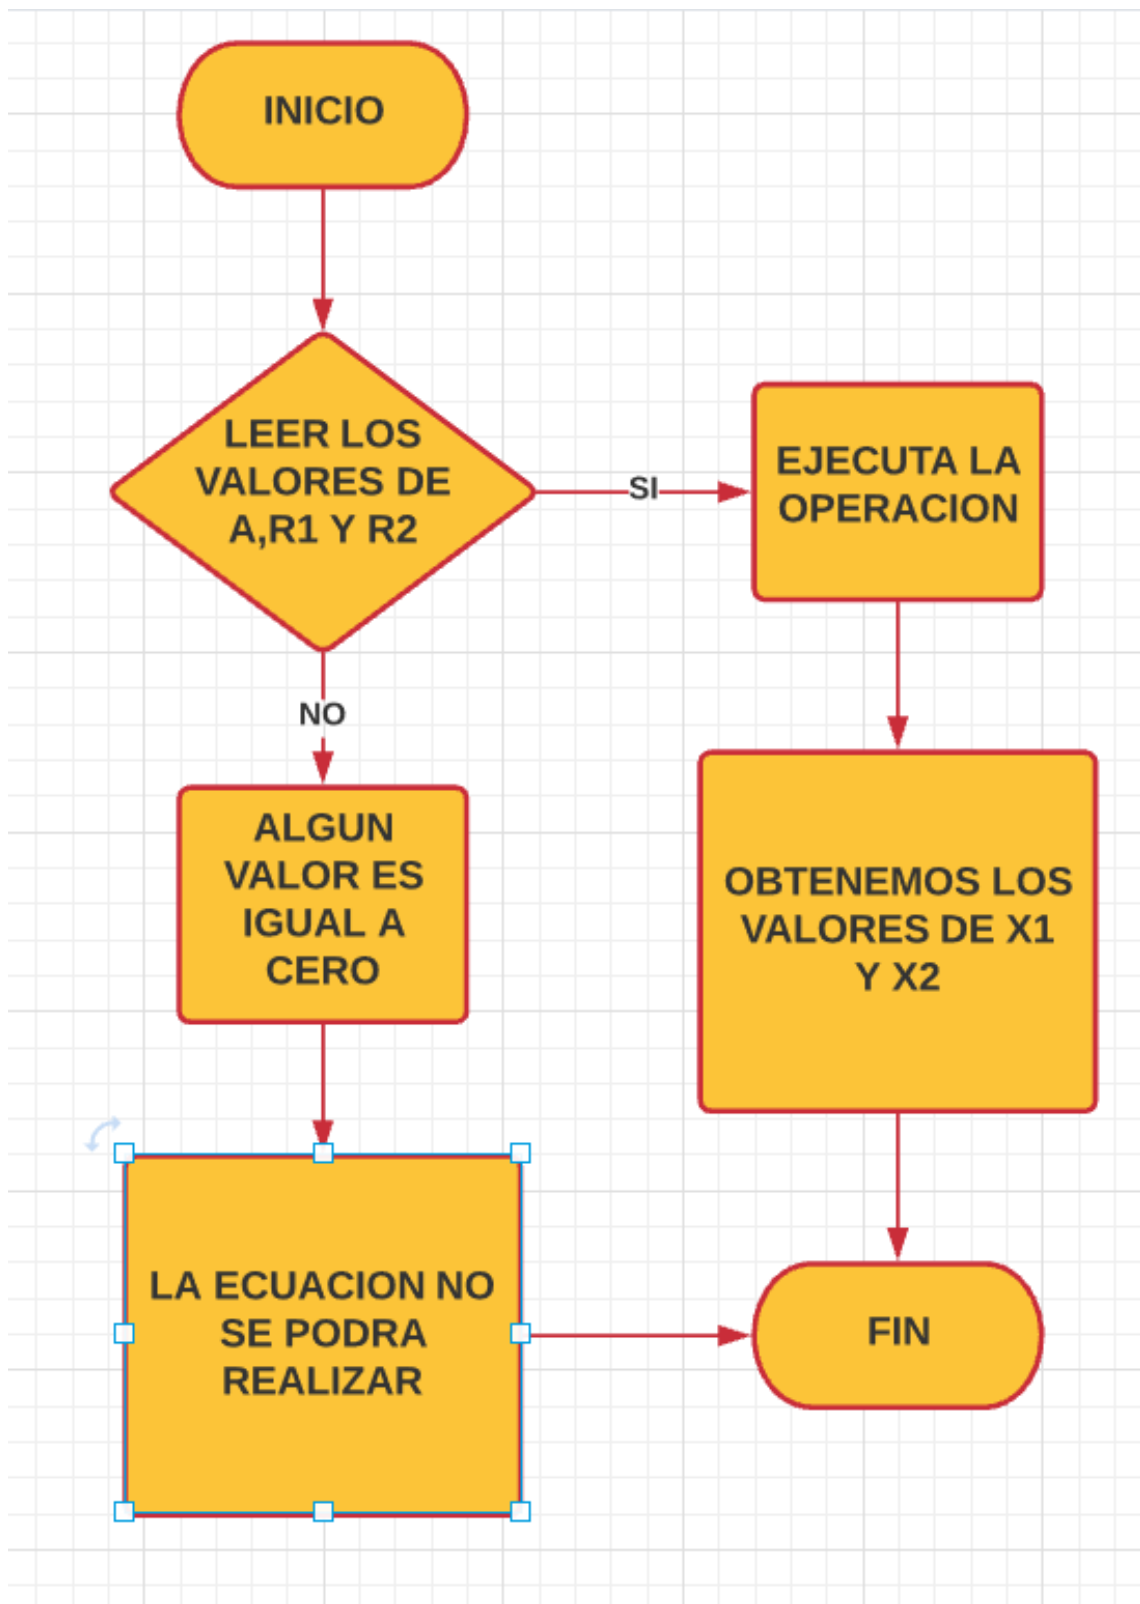 INICIO
LEER LOS
VALORES DE
A,R1 Y R2
SI
EJECUTA LA
OPERACION
NO
ALGUN
VALOR ES
IGUAL A
CERO
OBTENEMOS LOS
VALORES DE X1
Y X2
LA ECUACION NO
SE PODRA
REALIZAR
FIN